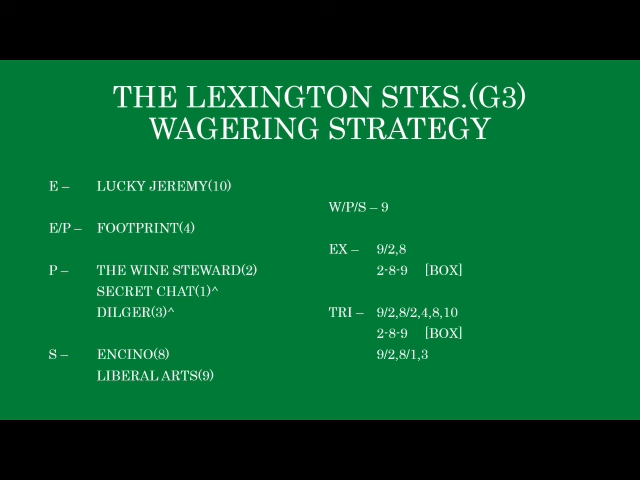 THE LEXINGTON STKS.(G3)
WAGERING STRATEGY
E – LUCKY JEREMY(10)
E/P – FOOTPRINT(4)
P – THE WINE STEWARD(2)
SECRET CHAT(1)^
DILGER(3)^
S – ENCINO(8)
LIBERAL ARTS(9)
W/P/S – 9
EX – 9/2,8
2-8-9 [BOX]
TRI – 9/2,8/2,4,8,10
2-8-9 [BOX]
9/2,8/1,3